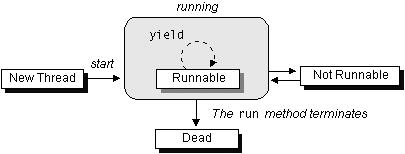 running
yield
start
New Thread
Runnable
Not Runnable
The run method terminates
Dead